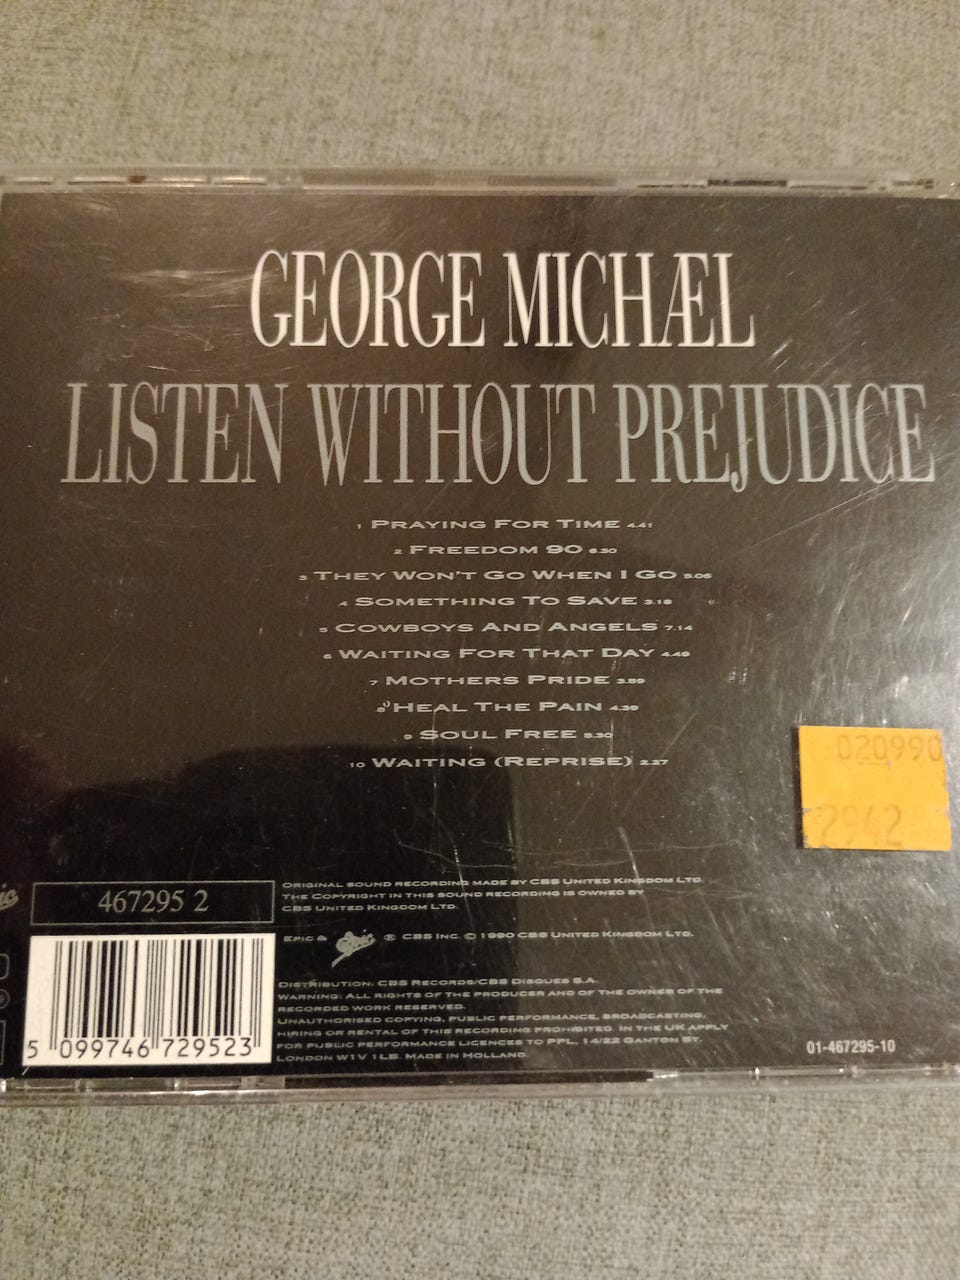 GEORGE MICHÆL
LISTEN WITHOUT PREJUDICE
1 PRAYING FOR TIME 4.41
2 FREEDOM 90 6.30
3 THEY WON'T GO WHEN I GO 5.06
4 SOMETHING TO SAVE 3.18
5 COWBOYS AND ANGELS 7.14
6 WAITING FOR THAT DAY 4.49
7 MOTHERS PRIDE 3.59
8 HEAL THE PAIN 4.39
9 SOUL FREE 5.30
10 WAITING (REPRISE) 2.27
020990
2942
467295 2
ORIGINAL SOUND RECORDING MADE BY CBS UNITED KINGDOM LTD.
THE COPYRIGHT IN THIS SOUND RECORDING IS OWNED BY
CBS UNITED KINGDOM LTD.
EPIC & Epic ® CBS INC. © 1990 CBS UNITED KINGDOM LTD.
DISTRIBUTION: CBS RECORDS/CBS DISQUES S.A.
WARNING: ALL RIGHTS OF THE PRODUCER AND OF THE OWNER OF THE
RECORDED WORK RESERVED.
UNAUTHORISED COPYING, PUBLIC PERFORMANCE, BROADCASTING,
HIRING OR RENTAL OF THIS RECORDING PROHIBITED. IN THE UK APPLY
FOR PUBLIC PERFORMANCE LICENCES TO PPL, 14/22 GANTON ST.
LONDON W1V 1LB. MADE IN HOLLAND.
5 099746 729523
01-467295-10